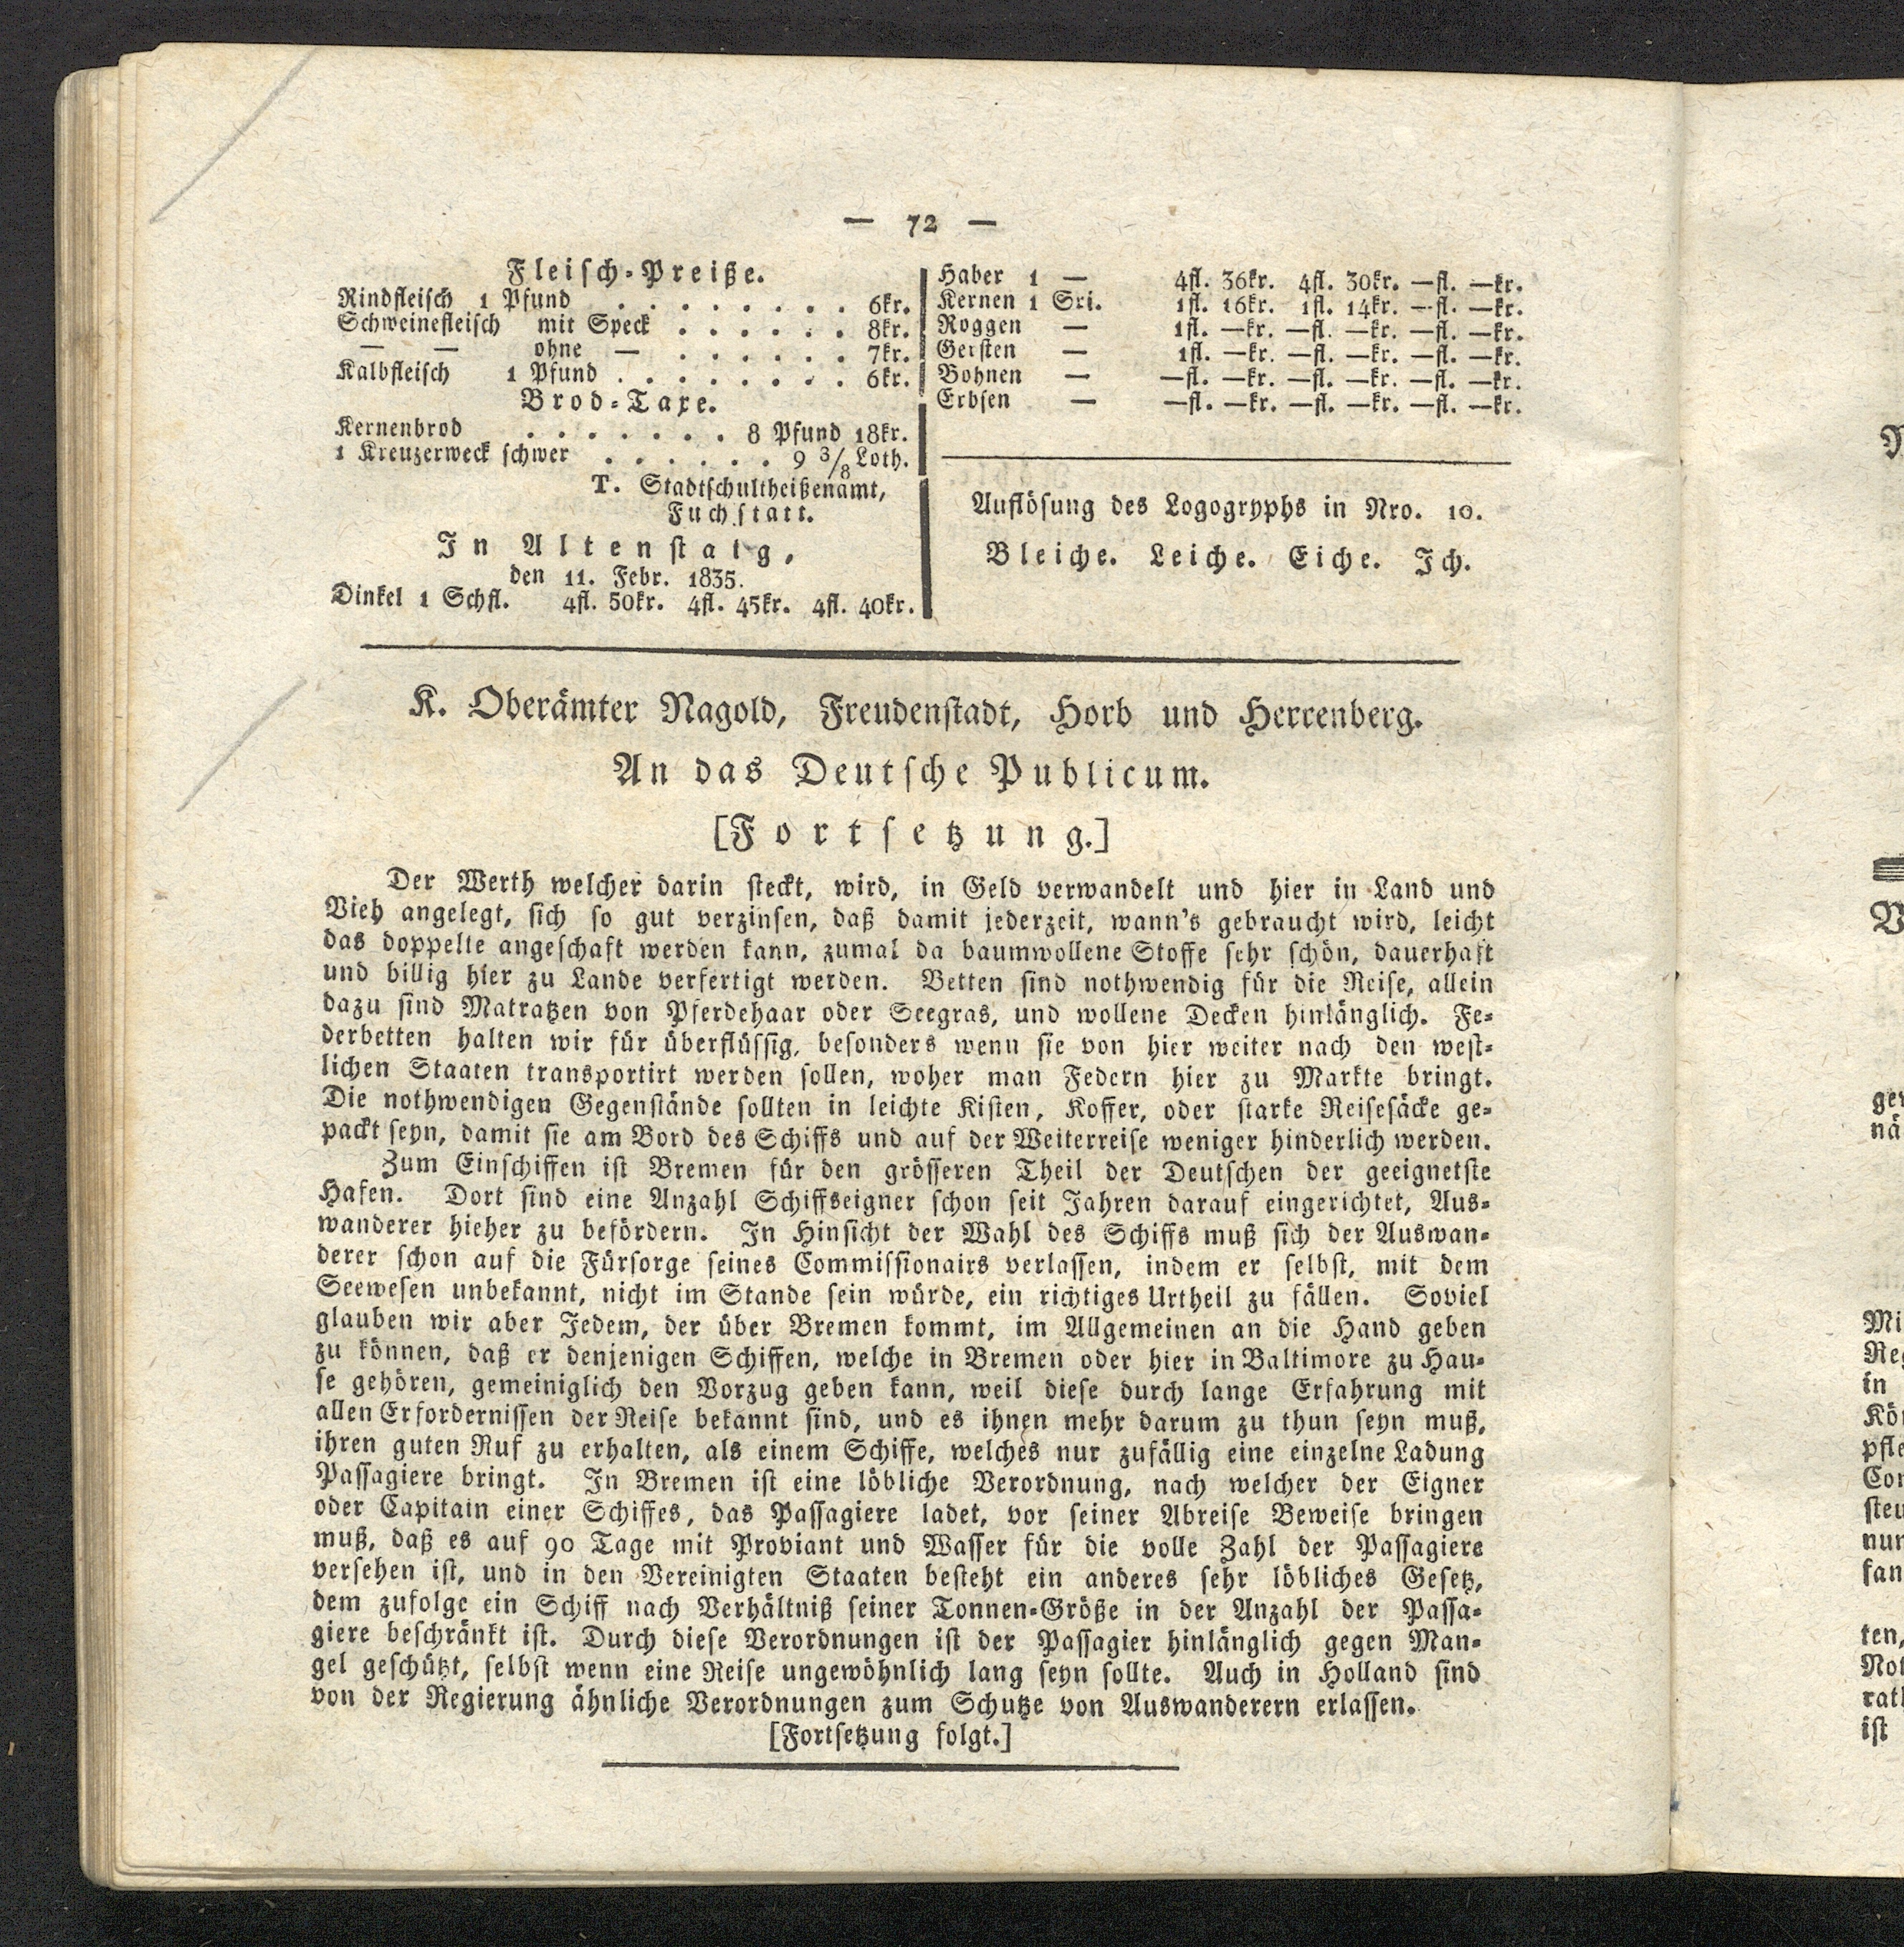 — 72 —
Fleisch-Preiße.
Rindfleisch 1 Pfund . . . . . . . . 6kr.
Schweinefleisch mit Speck . . . . . . 8kr.
— — ohne — . . . . . . 7kr.
Kalbfleisch 1 Pfund . . . . . . . . 6kr.
Brod-Taxe.
Kernenbrod . . . . . . . 8 Pfund 18kr.
1 Kreuzerweck schwer . . . . . . 9 3/8 Loth.
T. Stadtschultheißenamt,
Fuchstatt.
In Altenstaig,
den 11. Febr. 1835.
Dinkel 1 Schfl. 4fl. 50kr. 4fl. 45kr. 4fl. 40kr.
Haber 1 — 4fl. 36kr. 4fl. 30kr. —fl. —kr.
Kernen 1 Sri. 1fl. 16kr. 1fl. 14kr. —fl. —kr.
Roggen — 1fl. —kr. —fl. —kr. —fl. —kr.
Gersten — 1fl. —kr. —fl. —kr. —fl. —kr.
Bohnen — —fl. —kr. —fl. —kr. —fl. —kr.
Erbsen — —fl. —kr. —fl. —kr. —fl. —kr.
Auflösung des Logogryphs in Nro. 10.
Bleiche. Leiche. Eiche. Ich.
K. Oberämter Nagold, Freudenstadt, Horb und Herrenberg.
An das Deutsche Publicum.
[Fortsetzung.]
Der Werth welcher darin steckt, wird, in Geld verwandelt und hier in Land und
Vieh angelegt, sich so gut verzinsen, daß damit jederzeit, wann's gebraucht wird, leicht
das doppelte angeschaft werden kann, zumal da baumwollene Stoffe sehr schön, dauerhaft
und billig hier zu Lande verfertigt werden. Betten sind nothwendig für die Reise, allein
dazu sind Matratzen von Pferdehaar oder Seegras, und wollene Decken hinlänglich. Fe-
derbetten halten wir für überflüssig, besonders wenn sie von hier weiter nach den west-
lichen Staaten transportirt werden sollen, woher man Federn hier zu Markte bringt.
Die nothwendigen Gegenstände sollten in leichte Kisten, Koffer, oder starke Reisesäcke ge-
packt seyn, damit sie am Bord des Schiffs und auf der Weiterreise weniger hinderlich werden.
Zum Einschiffen ist Bremen für den grösseren Theil der Deutschen der geeignetste
Hafen. Dort sind eine Anzahl Schiffseigner schon seit Jahren darauf eingerichtet, Aus-
wanderer hieher zu befördern. In Hinsicht der Wahl des Schiffs muß sich der Auswan-
derer schon auf die Fürsorge seines Commissionairs verlassen, indem er selbst, mit dem
Seewesen unbekannt, nicht im Stande sein würde, ein richtiges Urtheil zu fällen. Soviel
glauben wir aber Jedem, der über Bremen kommt, im Allgemeinen an die Hand geben
zu können, daß er denjenigen Schiffen, welche in Bremen oder hier in Baltimore zu Hau-
se gehören, gemeiniglich den Vorzug geben kann, weil diese durch lange Erfahrung mit
allen Erfordernissen der Reise bekannt sind, und es ihnen mehr darum zu thun seyn muß,
ihren guten Ruf zu erhalten, als einem Schiffe, welches nur zufällig eine einzelne Ladung
Passagiere bringt. In Bremen ist eine löbliche Verordnung, nach welcher der Eigner
oder Capitain einer Schiffes, das Passagiere ladet, vor seiner Abreise Beweise bringen
muß, daß es auf 90 Tage mit Proviant und Wasser für die volle Zahl der Passagiere
versehen ist, und in den Vereinigten Staaten besteht ein anderes sehr löbliches Gesetz,
dem zufolge ein Schiff nach Verhältniß seiner Tonnen-Größe in der Anzahl der Passa-
giere beschränkt ist. Durch diese Verordnungen ist der Passagier hinlänglich gegen Man-
gel geschützt, selbst wenn eine Reise ungewöhnlich lang seyn sollte. Auch in Holland sind
von der Regierung ähnliche Verordnungen zum Schutze von Auswanderern erlassen.
[Fortsetzung folgt.]